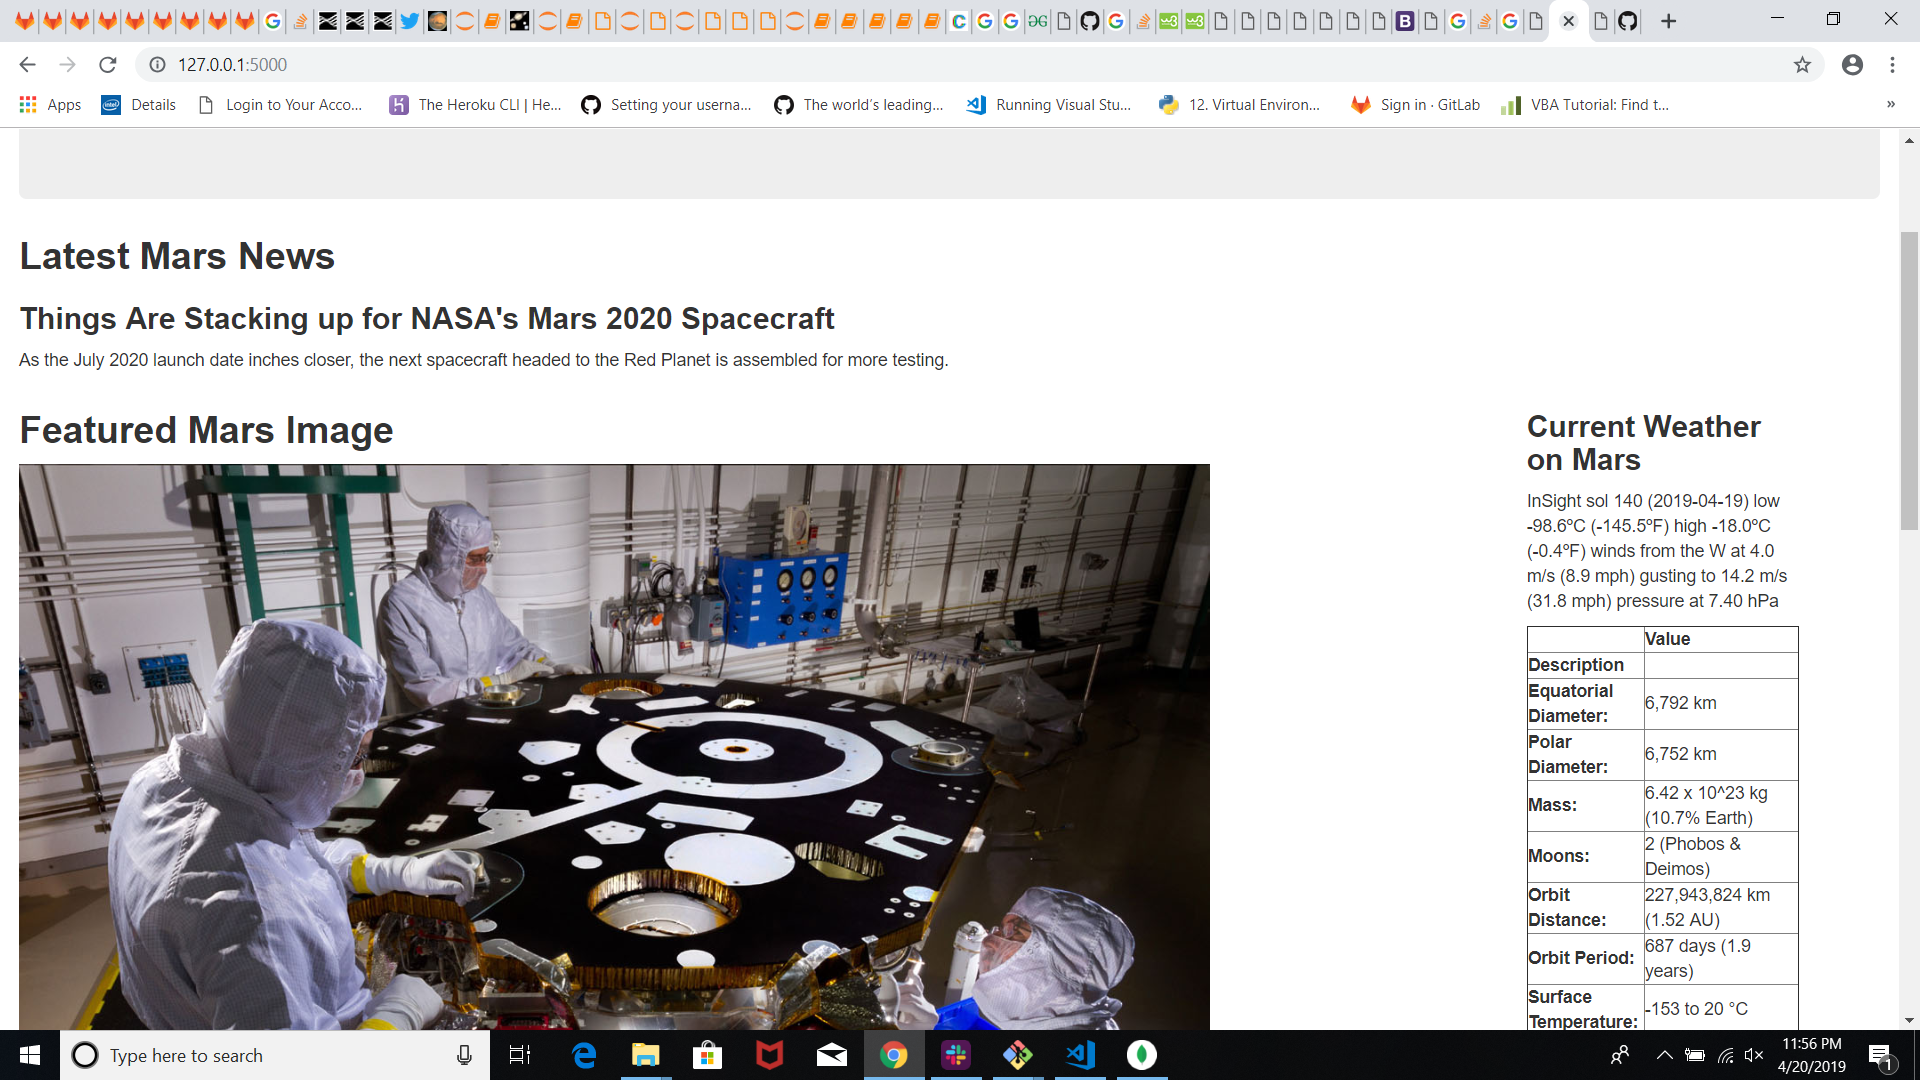 127.0.0.1:5000
Apps
Details
Login to Your Acco...
The Heroku CLI | He...
Setting your userna...
The world's leading...
Running Visual Stu...
12. Virtual Environ...
Sign in · GitLab
VBA Tutorial: Find t...
»
Latest Mars News
Things Are Stacking up for NASA's Mars 2020 Spacecraft
As the July 2020 launch date inches closer, the next spacecraft headed to the Red Planet is assembled for more testing.
Featured Mars Image
Current Weather
on Mars
InSight sol 140 (2019-04-19) low
-98.6ºC (-145.5ºF) high -18.0ºC
(-0.4ºF) winds from the W at 4.0
m/s (8.9 mph) gusting to 14.2 m/s
(31.8 mph) pressure at 7.40 hPa
Value
Description
Equatorial
Diameter:
6,792 km
Polar
Diameter:
6,752 km
Mass:
6.42 x 10^23 kg
(10.7% Earth)
Moons:
2 (Phobos &
Deimos)
Orbit
Distance:
227,943,824 km
(1.52 AU)
Orbit Period:
687 days (1.9
years)
Surface
Temperature:
-153 to 20 °C
Type here to search
11:56 PM
4/20/2019
1